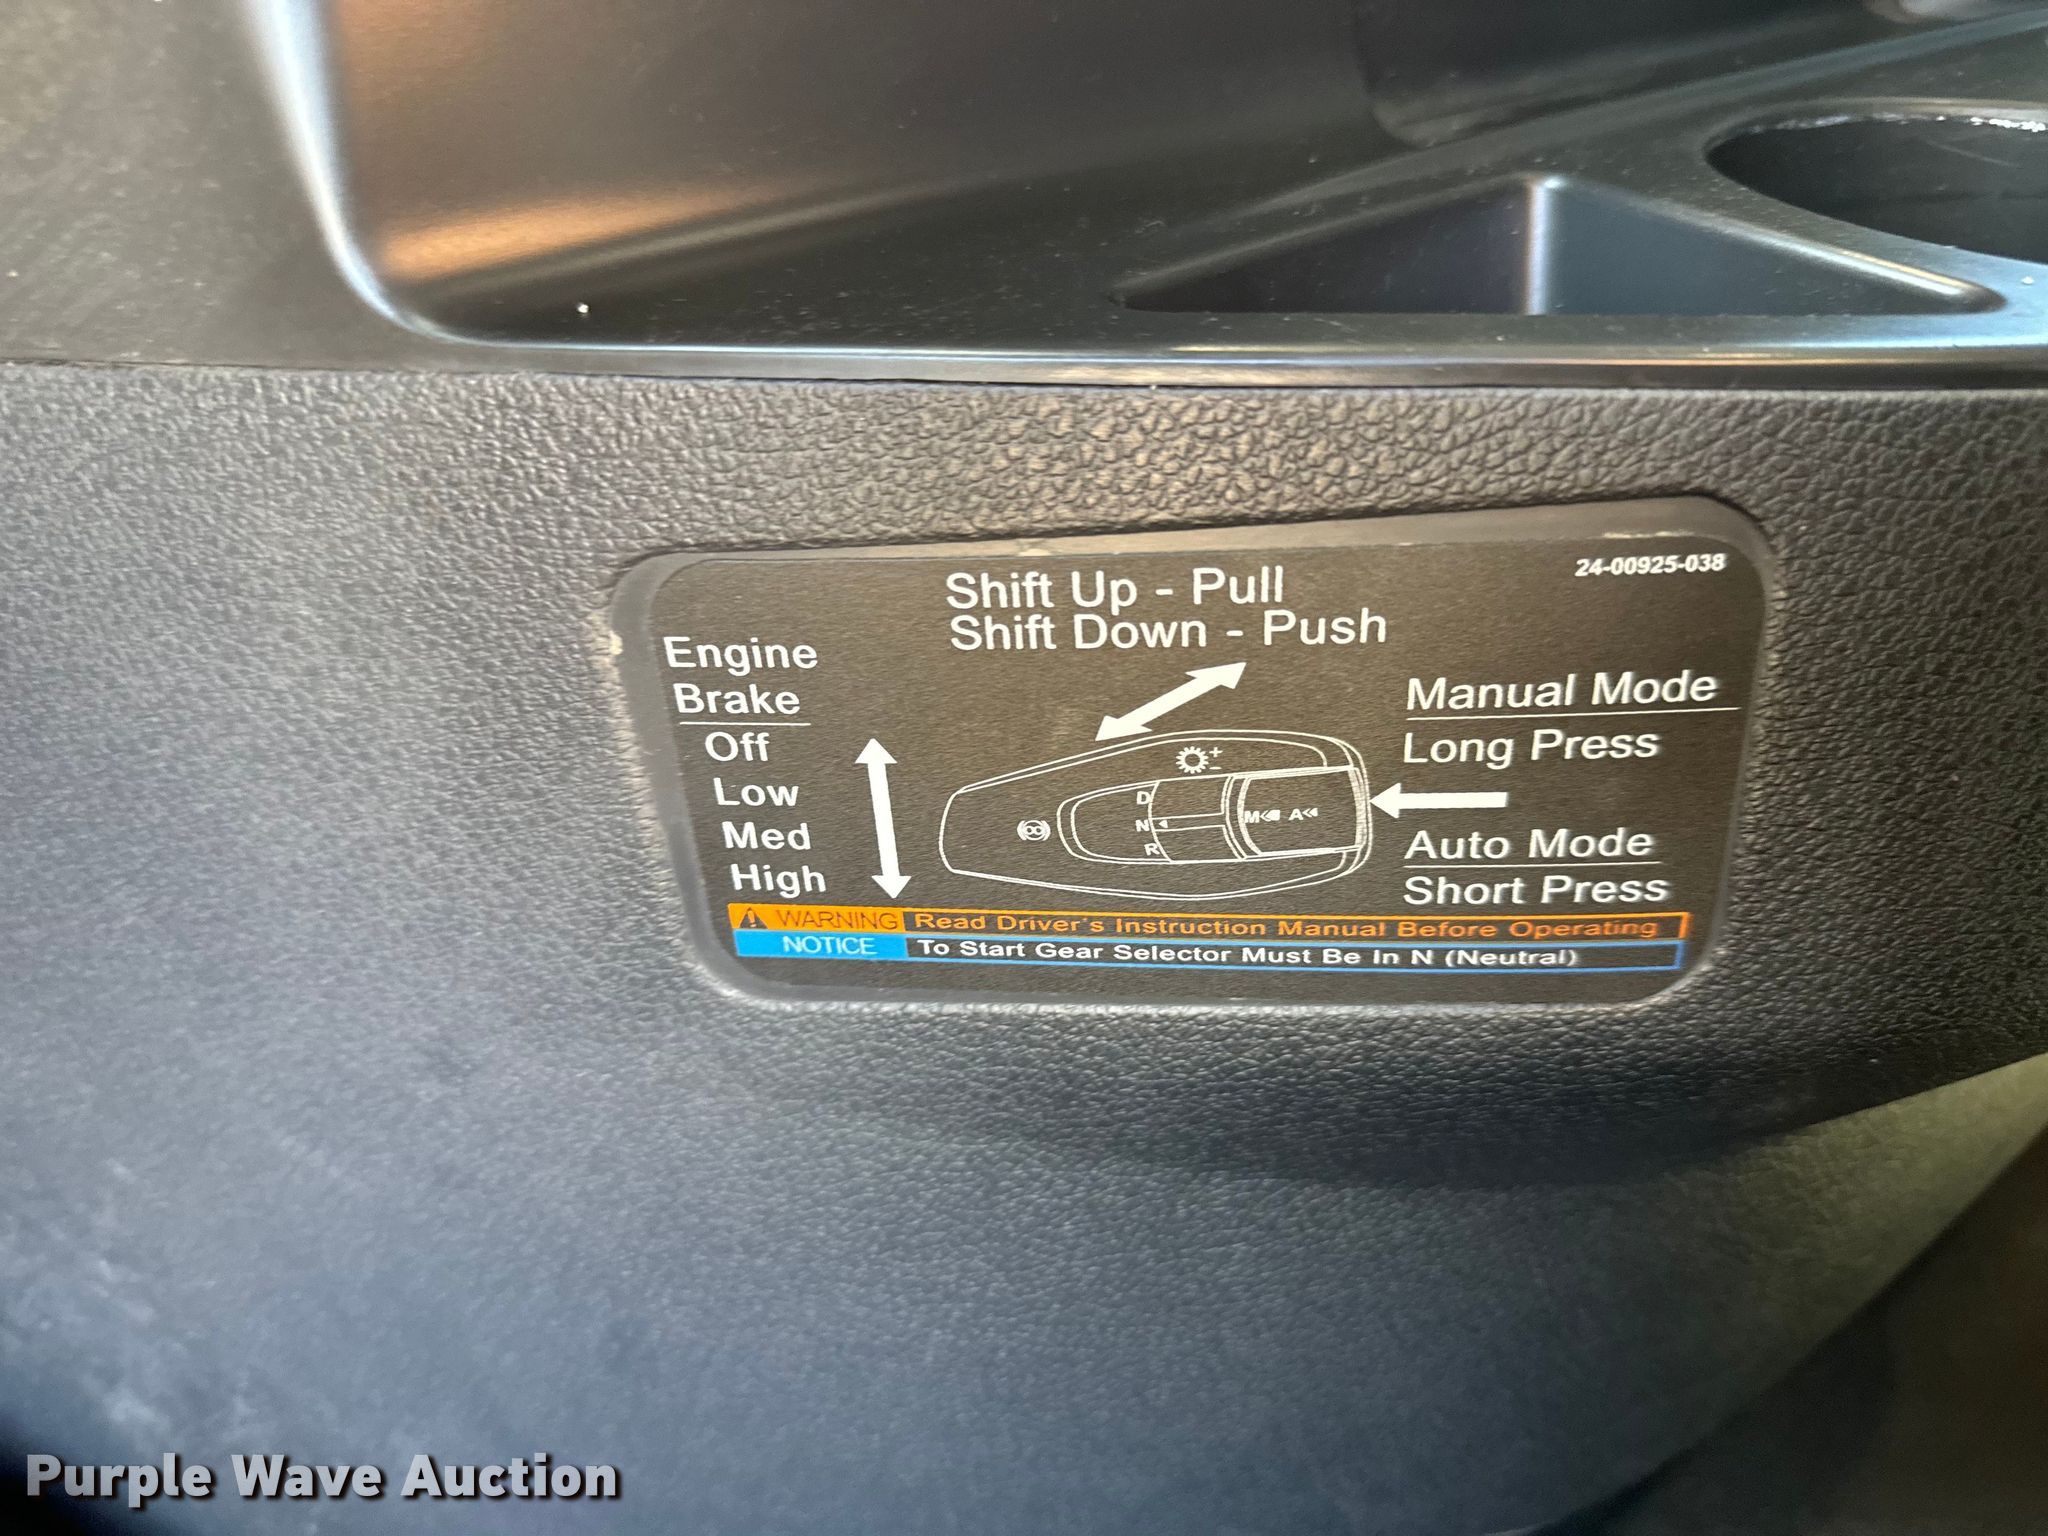 24-00925-038
Shift Up - Pull
Shift Down - Push
Engine
Brake
Off
Low
Med
High
Manual Mode
Long Press
Auto Mode
Short Press
+
-
D
N
R
M A
WARNING Read Driver's Instruction Manual Before Operating
NOTICE To Start Gear Selector Must Be In N (Neutral)
Purple Wave Auction